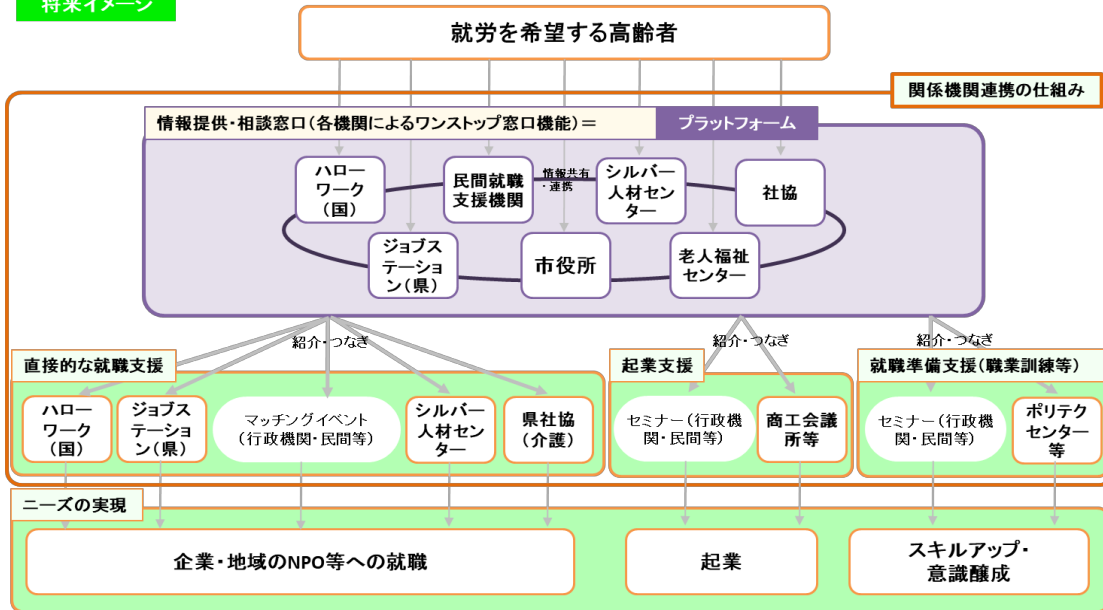 将来イメージ
就労を希望する高齢者
関係機関連携の仕組み
情報提供・相談窓口(各機関によるワンストップ窓口機能)=
プラットフォーム
ハロー
ワーク
(国)
民間就職
支援機関
情報共有
・連携
シルバー
人材セン
ター
社協
ジョブス
テーショ
ン(県)
市役所
老人福祉
センター
紹介・つなぎ
紹介・つなぎ
紹介・つなぎ
直接的な就職支援
ハロー
ワーク
(国)
ジョブス
テーショ
ン(県)
マッチングイベント
(行政機関・民間等)
シルバー
人材セン
ター
県社協
(介護)
起業支援
セミナー(行政機
関・民間等)
商工会議
所等
就職準備支援(職業訓練等)
セミナー(行政機
関・民間等)
ポリテク
センター
等
ニーズの実現
企業・地域のNPO等への就職
起業
スキルアップ・
意識醸成